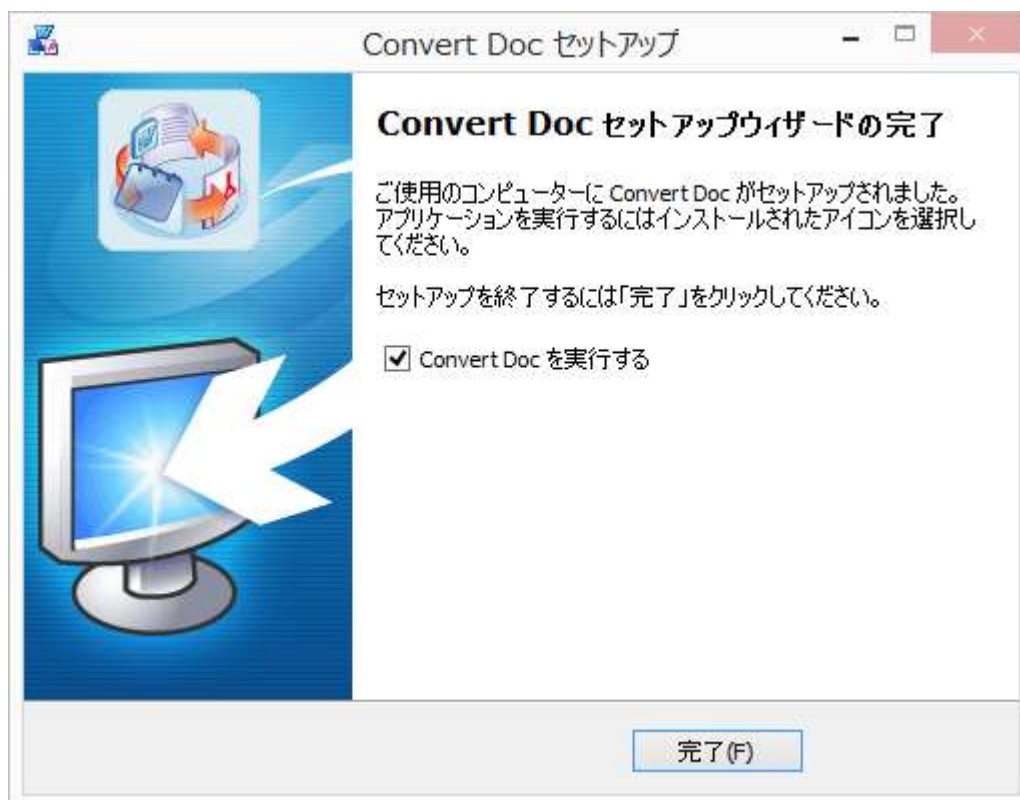 Convert Doc セットアップ
Convert Doc セットアップウィザードの完了
ご使用のコンピューターに Convert Doc がセットアップされました。
アプリケーションを実行するにはインストールされたアイコンを選択し
てください。
セットアップを終了するには「完了」をクリックしてください。
Convert Doc を実行する
完了(F)